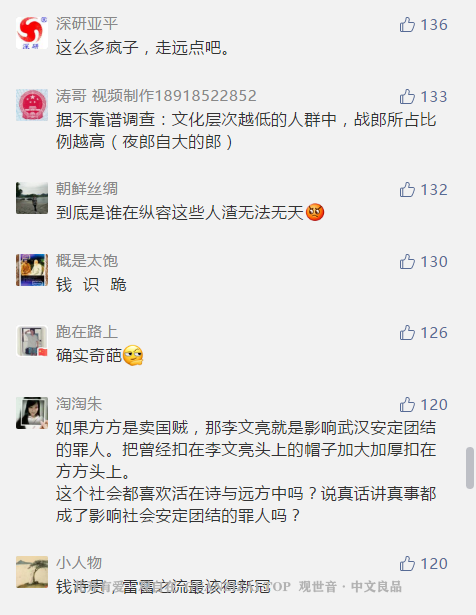 深研亚平
136
这么多疯子，走远点吧。
涛哥 视频制作18918522852
133
据不靠谱调查：文化层次越低的人群中，战郎所占比
例越高（夜郎自大的郎）
朝鲜丝绸
132
到底是谁在纵容这些人渣无法无天
概是太饱
130
钱 识 跪
跑在路上
126
确实奇葩
淘淘朱
120
如果方方是卖国贼，那李文亮就是影响武汉安定团结
的罪人。把曾经扣在李文亮头上的帽子加大加厚扣在
方方头上。
这个社会都喜欢活在诗与远方中吗？说真话讲真事都
成了影响社会安定团结的罪人吗？
小人物
120
钱诗贵，雷雷这流最该得新冠
TOP 观世音·中文良品
深研